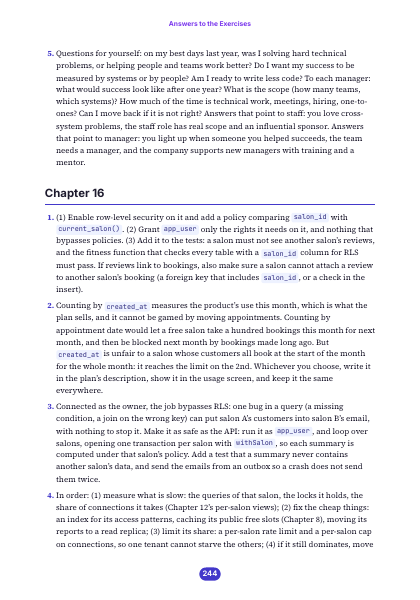 Answers to the Exercises
5. Questions for yourself: on my best days last year, was I solving hard technical
problems, or helping people and teams work better? Do I want my success to be
measured by systems or by people? Am I ready to write less code? To each manager:
what would success look like after one year? What is the scope (how many teams,
which systems)? How much of the time is technical work, meetings, hiring, one-to-
ones? Can I move back if it is not right? Answers that point to staff: you love cross-
system problems, the staff role has real scope and an influential sponsor. Answers
that point to manager: you light up when someone you helped succeeds, the team
needs a manager, and the company supports new managers with training and a
mentor.
Chapter 16
1. (1) Enable row-level security on it and add a policy comparing salon_id with
current_salon(). (2) Grant app_user only the rights it needs on it, and nothing that
bypasses policies. (3) Add it to the tests: a salon must not see another salon's reviews,
and the fitness function that checks every table with a salon_id column for RLS
must pass. If reviews link to bookings, also make sure a salon cannot attach a review
to another salon's booking (a foreign key that includes salon_id, or a check in the
insert).
2. Counting by created_at measures the product's use this month, which is what the
plan sells, and it cannot be gamed by moving appointments. Counting by
appointment date would let a free salon take a hundred bookings this month for next
month, and then be blocked next month by bookings made long ago. But
created_at is unfair to a salon whose customers all book at the start of the month
for the whole month: it reaches the limit on the 2nd. Whichever you choose, write it
in the plan's description, show it in the usage screen, and keep it the same
everywhere.
3. Connected as the owner, the job bypasses RLS: one bug in a query (a missing
condition, a join on the wrong key) can put salon A's customers into salon B's email,
with nothing to stop it. Make it as safe as the API: run it as app_user, and loop over
salons, opening one transaction per salon with withSalon, so each summary is
computed under that salon's policy. Add a test that a summary never contains
another salon's data, and send the emails from an outbox so a crash does not send
them twice.
4. In order: (1) measure what is slow: the queries of that salon, the locks it holds, the
share of connections it takes (Chapter 12's per-salon views); (2) fix the cheap things:
an index for its access patterns, caching its public free slots (Chapter 8), moving its
reports to a read replica; (3) limit its share: a per-salon rate limit and a per-salon cap
on connections, so one tenant cannot starve the others; (4) if it still dominates, move
244